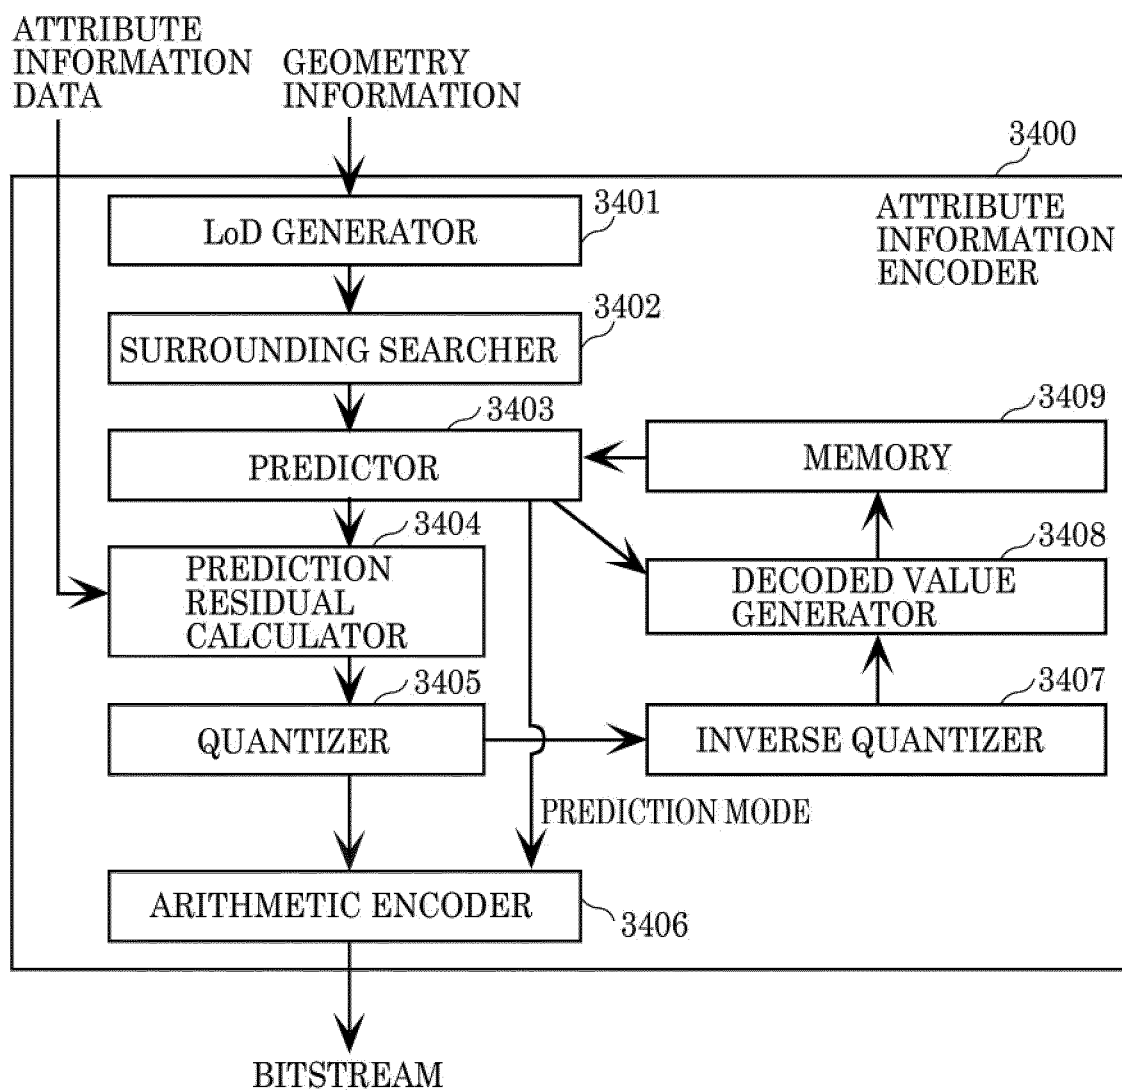 ATTRIBUTE
INFORMATION
DATA
GEOMETRY
INFORMATION
3400
ATTRIBUTE
INFORMATION
ENCODER
3401
LoD GENERATOR
3402
SURROUNDING SEARCHER
3403
PREDICTOR
3409
MEMORY
3404
PREDICTION
RESIDUAL
CALCULATOR
3408
DECODED VALUE
GENERATOR
3405
QUANTIZER
3407
INVERSE QUANTIZER
PREDICTION MODE
ARITHMETIC ENCODER
3406
BITSTREAM